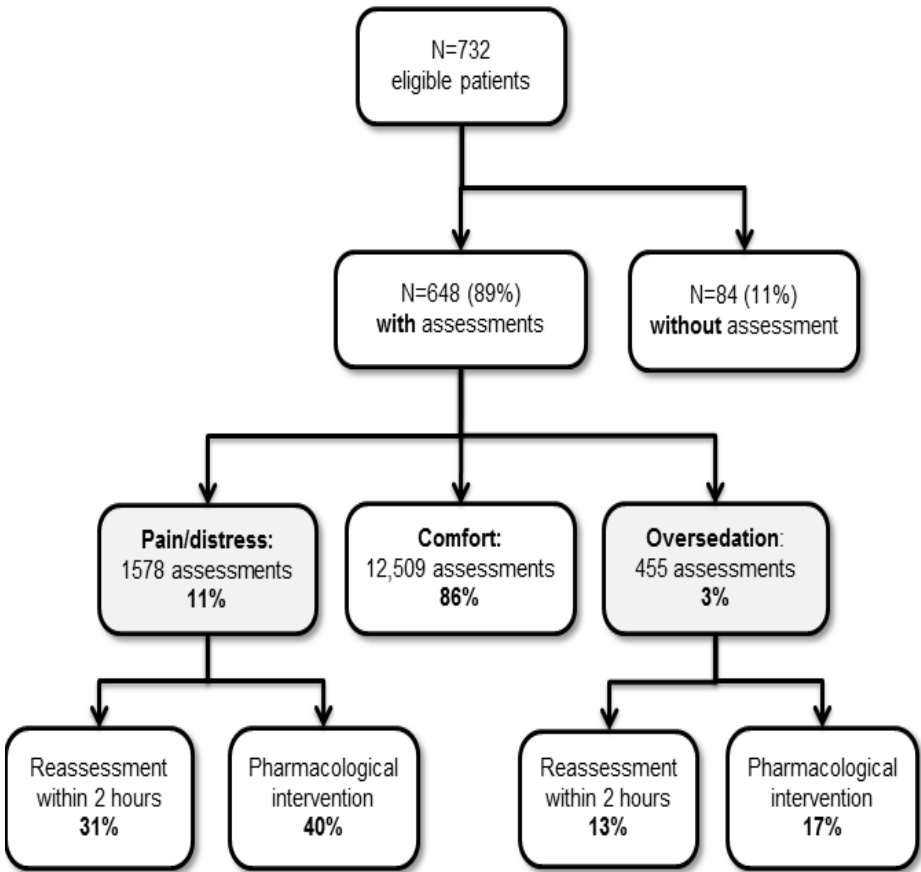 N=732
eligible patients
N=648 (89%)
with assessments
N=84 (11%)
without assessment
Pain/distress:
1578 assessments
11%
Comfort:
12,509 assessments
86%
Oversedation:
455 assessments
3%
Reassessment
within 2 hours
31%
Pharmacological
intervention
40%
Reassessment
within 2 hours
13%
Pharmacological
intervention
17%